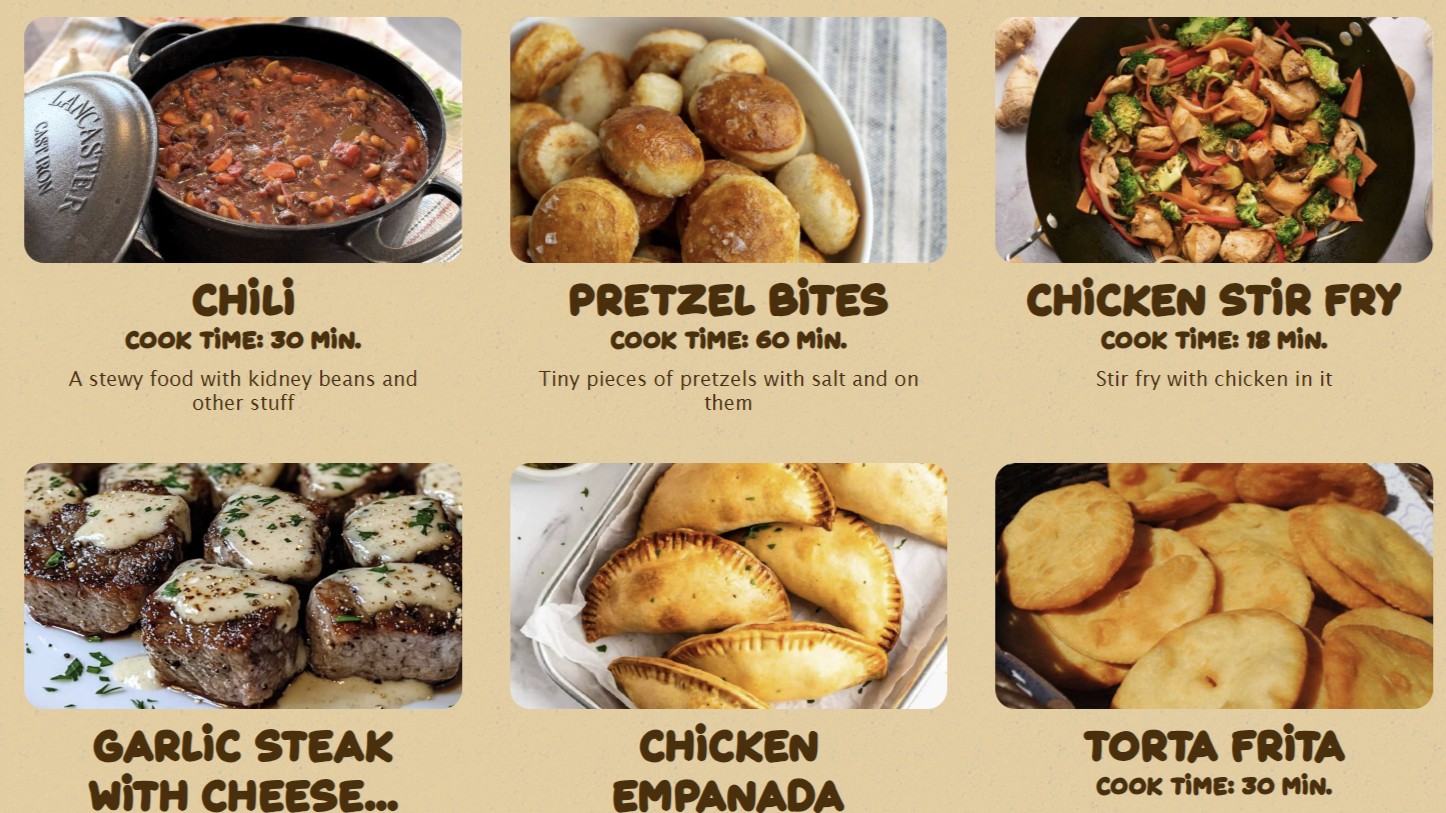 LANCASTER
CAST IRON
CHiLi
COOK TiME: 30 MiN.
A stewy food with kidney beans and
other stuff
PRETZEL BiTES
COOK TiME: 60 MiN.
Tiny pieces of pretzels with salt and on
them
CHiCKEN STiR FRY
COOK TiME: 18 MiN.
Stir fry with chicken in it
GARLiC STEAK
WiTH CHEESE...
CHiCKEN
EMPANADA
TORTA FRiTA
COOK TiME: 30 MiN.